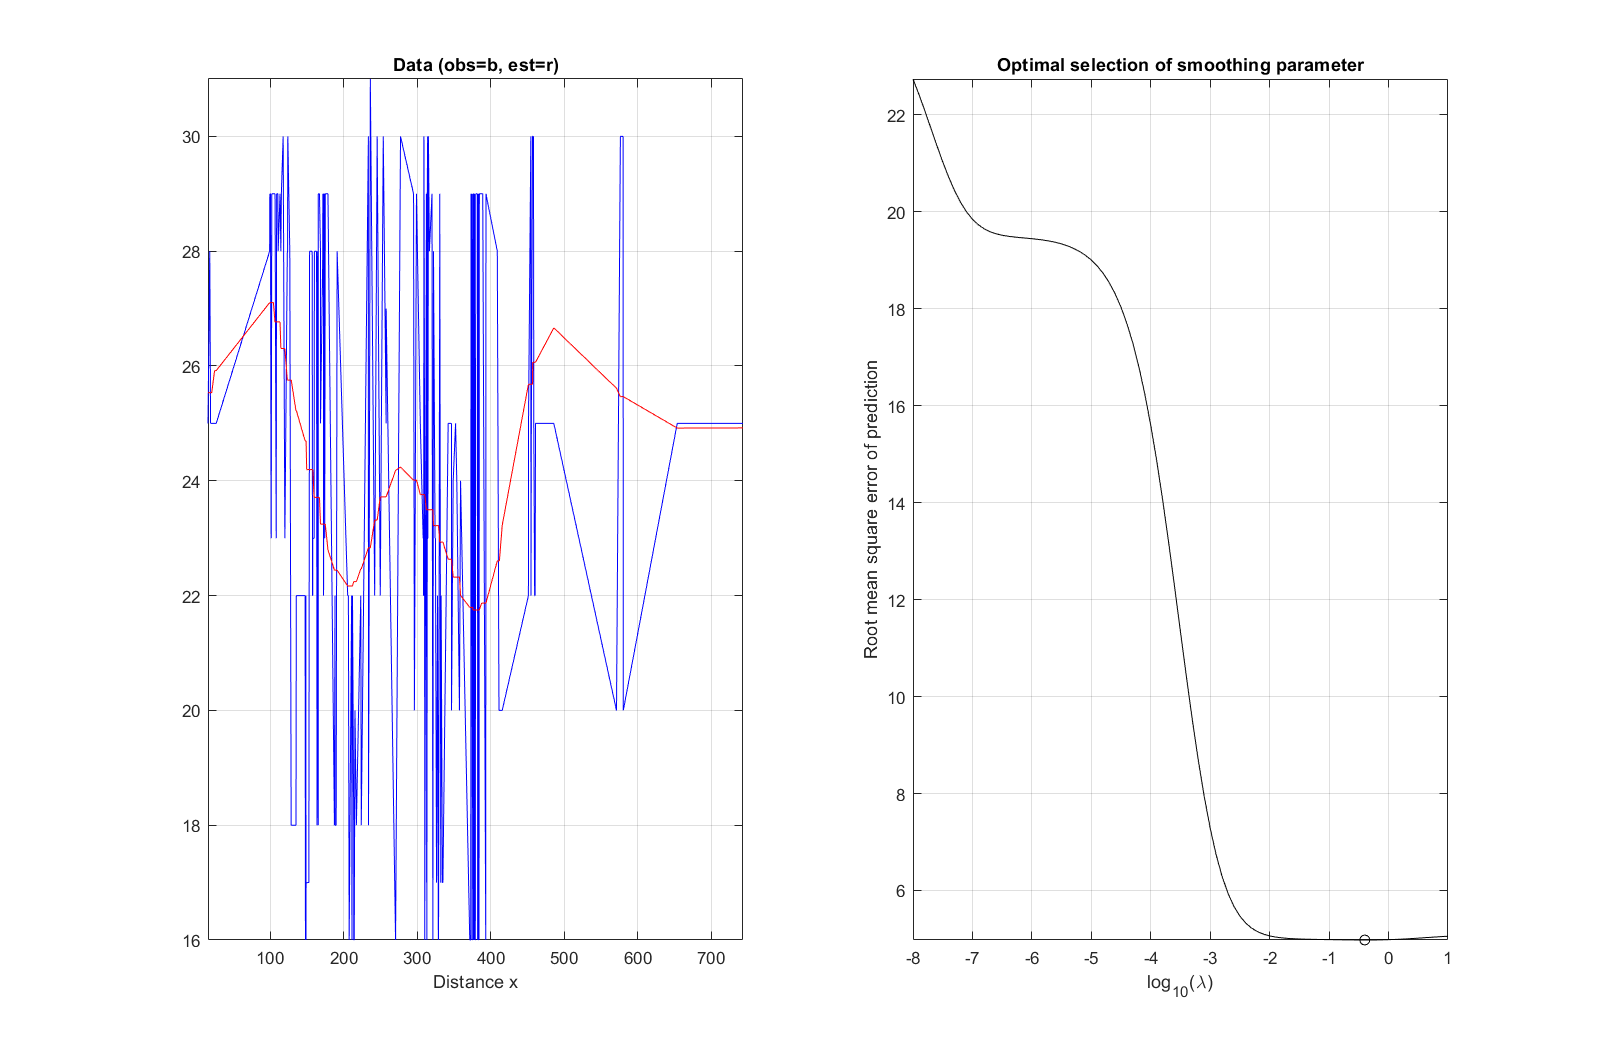 Data (obs=b, est=r)
30
28
26
24
22
20
18
16
100 200 300 400 500 600 700
Distance x
Optimal selection of smoothing parameter
Root mean square error of prediction
22
20
18
16
14
12
10
8
6
-8 -7 -6 -5 -4 -3 -2 -1 0 1
log10(λ)